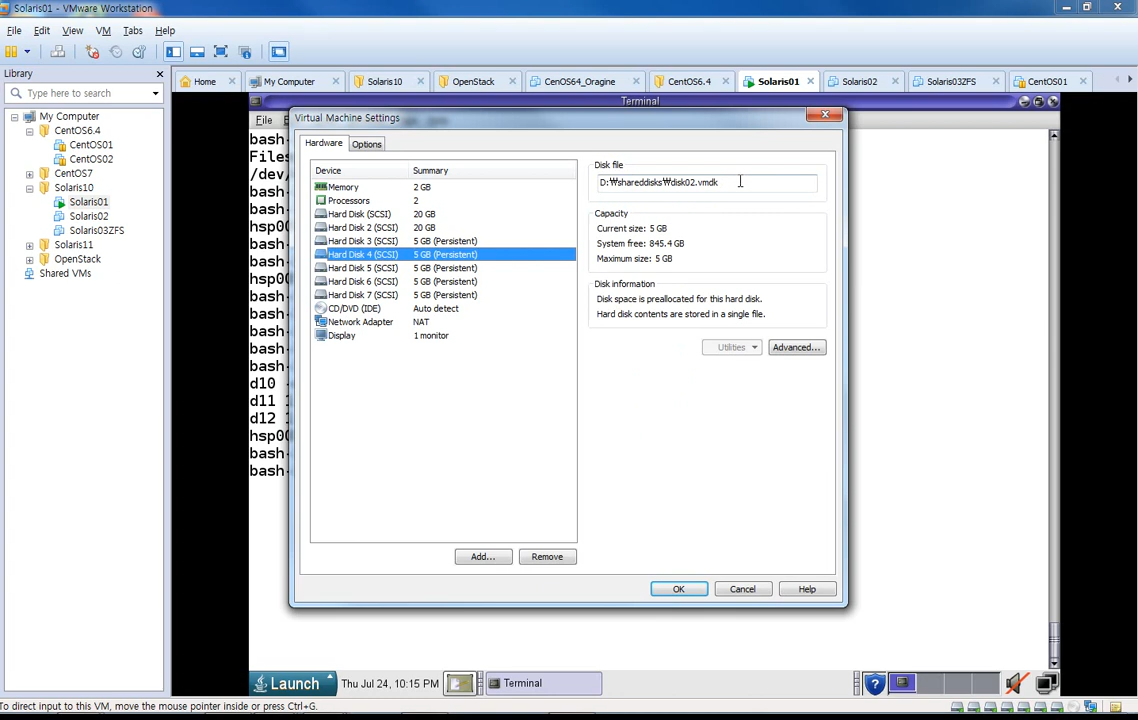 Solaris01 - VMware Workstation
File Edit View VM Tabs Help
Library
Type here to search
My Computer
CentOS6.4
CentOS01
CentOS02
CentOS7
Solaris10
Solaris01
Solaris02
Solaris03ZFS
Solaris11
OpenStack
Shared VMs
Home
My Computer
Solaris10
OpenStack
CenOS64_Oragine
CenOS6.4
Solaris01
Solaris02
Solaris03ZFS
CenOS01
Terminal
File
bash-
Files
/dev/
bash-
bash-
hsp00
bash-
hsp00
bash-
bash-
bash-
bash-
bash-
d10
d11 1
d12 1
hsp00
bash-
bash-
Virtual Machine Settings
Hardware Options
Device Summary
Memory 2 GB
Processors 2
Hard Disk (SCSI) 20 GB
Hard Disk 2 (SCSI) 20 GB
Hard Disk 3 (SCSI) 5 GB (Persistent)
Hard Disk 4 (SCSI) 5 GB (Persistent)
Hard Disk 5 (SCSI) 5 GB (Persistent)
Hard Disk 6 (SCSI) 5 GB (Persistent)
Hard Disk 7 (SCSI) 5 GB (Persistent)
CD/DVD (IDE) Auto detect
Network Adapter NAT
Display 1 monitor
Add... Remove
Disk file
D:₩shareddisks₩disk02.vmdk
Capacity
Current size: 5 GB
System free: 845.4 GB
Maximum size: 5 GB
Disk information
Disk space is preallocated for this hard disk.
Hard disk contents are stored in a single file.
Utilities Advanced...
OK Cancel Help
Launch Thu Jul 24, 10:15 PM Terminal
To direct input to this VM, move the mouse pointer inside or press Ctrl+G.